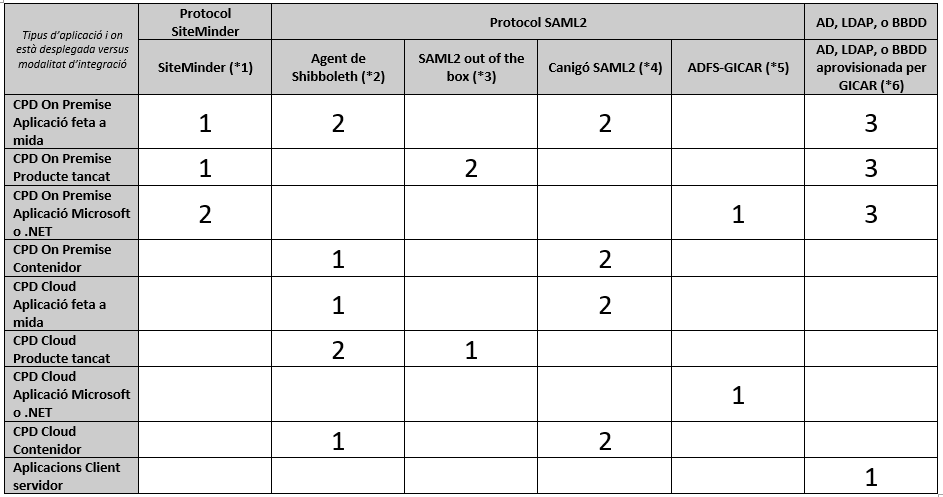 Tipus d'aplicació i on
està desplegada versus
modalitat d'integració
Protocol
SiteMinder
Protocol SAML2
AD, LDAP, o BBDD
SiteMinder (*1)
Agent de
Shibboleth (*2)
SAML2 out of the
box (*3)
Canigó SAML2 (*4)
ADFS-GICAR (*5)
AD, LDAP, o BBDD
aprovisionada per
GICAR (*6)
CPD On Premise
Aplicació feta a
mida
1
2
2
3
CPD On Premise
Producte tancat
1
2
3
CPD On Premise
Aplicació Microsoft
o .NET
2
1
3
CPD On Premise
Contenidor
1
2
CPD Cloud
Aplicació feta a
mida
1
2
CPD Cloud
Producte tancat
2
1
CPD Cloud
Aplicació Microsoft
o .NET
1
CPD Cloud
Contenidor
1
2
Aplicacions Client
servidor
1